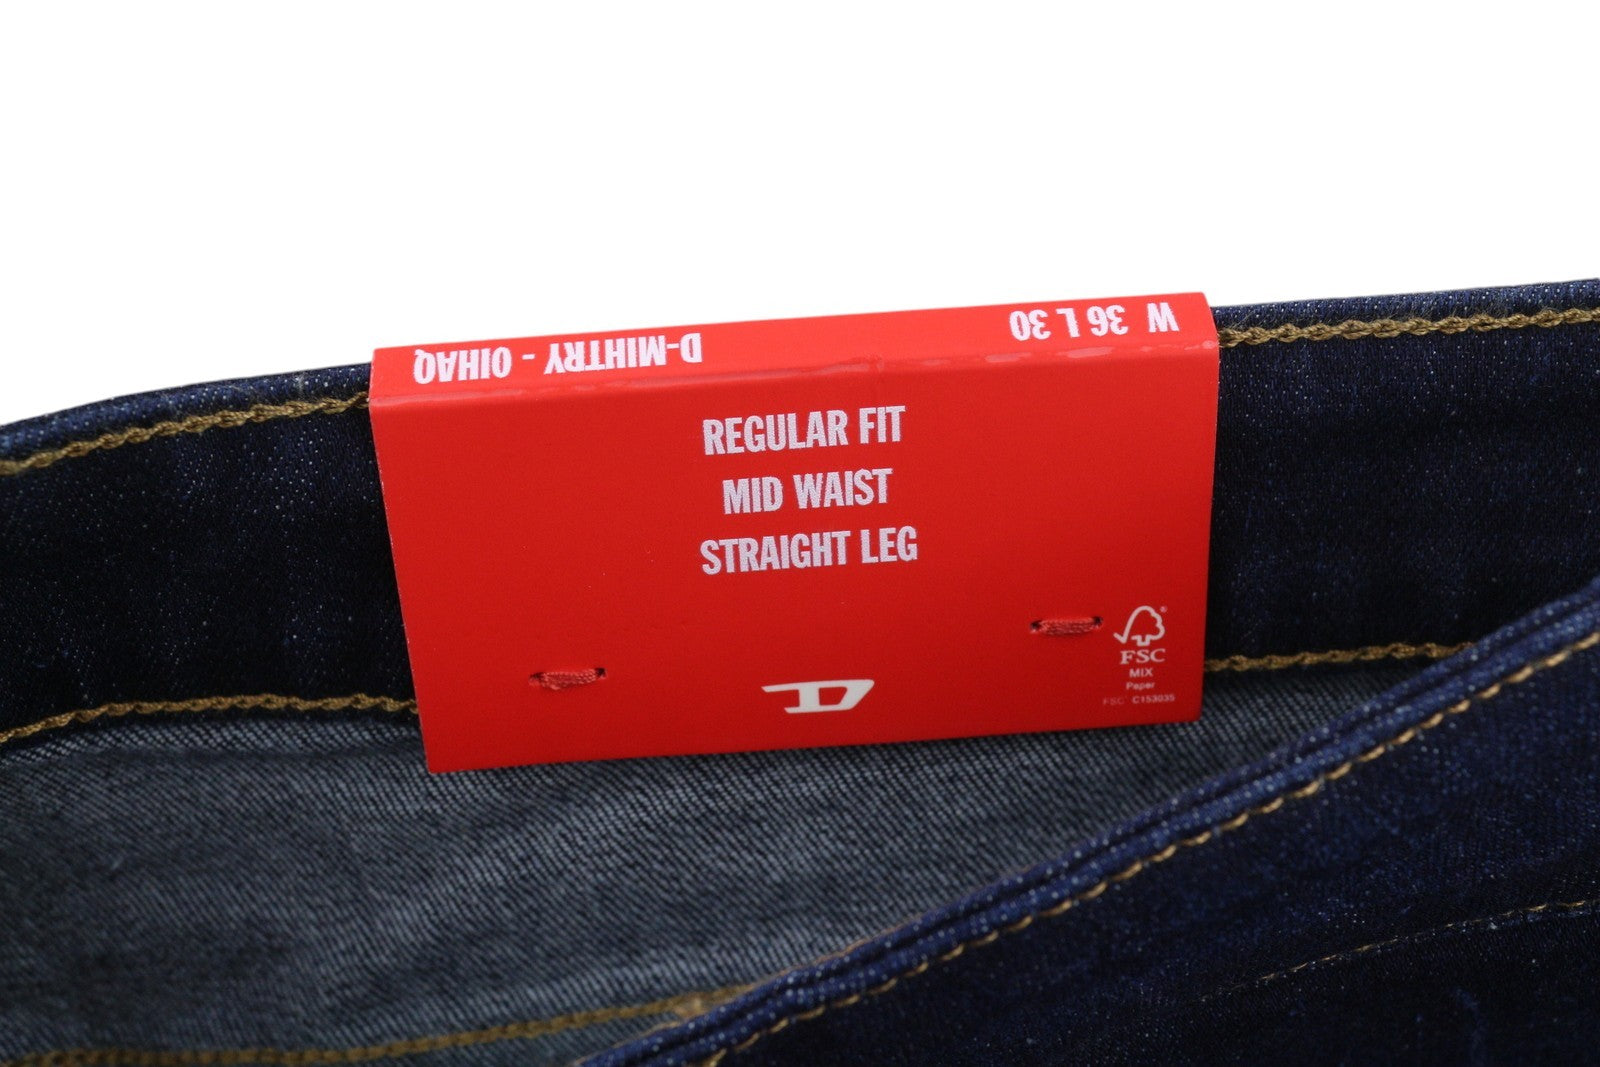 W 36 L 30
D-MIHTRY - 0IHAQ
REGULAR FIT
MID WAIST
STRAIGHT LEG
D
FSC®
MIX
Paper
FSC® C153035